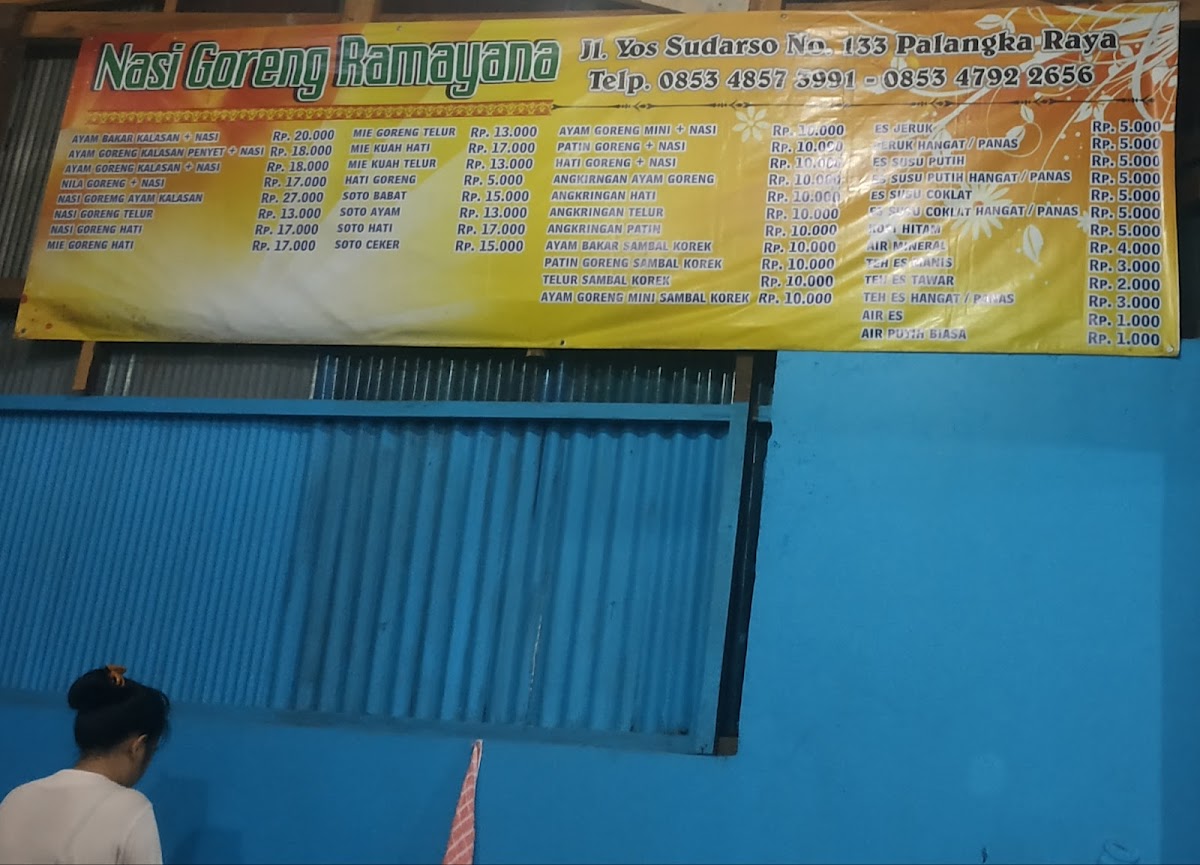 Nasi Goreng Ramayana
Jl. Yos Sudarso No. 133 Palangka Raya
Telp. 0853 4857 3991 - 0853 4792 2656
AYAM BAKAR KALASAN + NASI Rp. 20.000
AYAM GORENG KALASAN PENYET + NASI Rp. 18.000
AYAM GORENG KALASAN + NASI Rp. 18.000
NILA GORENG + NASI Rp. 17.000
NASI GOREMG AYAM KALASAN Rp. 27.000
NASI GORENG TELUR Rp. 13.000
NASI GORENG HATI Rp. 17.000
MIE GORENG HATI Rp. 17.000
MIE GORENG TELUR Rp. 13.000
MIE KUAH HATI Rp. 17.000
MIE KUAH TELUR Rp. 13.000
HATI GORENG Rp. 5.000
SOTO BABAT Rp. 15.000
SOTO AYAM Rp. 13.000
SOTO HATI Rp. 17.000
SOTO CEKER Rp. 15.000
AYAM GORENG MINI + NASI Rp. 10.000
PATIN GORENG + NASI Rp. 10.000
HATI GORENG + NASI Rp. 10.000
ANGKIRNGAN AYAM GORENG Rp. 10.000
ANGKRINGAN HATI Rp. 10.000
ANGKRINGAN TELUR Rp. 10.000
ANGKRINGAN PATIN Rp. 10.000
AYAM BAKAR SAMBAL KOREK Rp. 10.000
PATIN GORENG SAMBAL KOREK Rp. 10.000
TELUR SAMBAL KOREK Rp. 10.000
AYAM GORENG MINI SAMBAL KOREK Rp. 10.000
ES JERUK Rp. 5.000
JERUK HANGAT / PANAS Rp. 5.000
ES SUSU PUTIH Rp. 5.000
ES SUSU PUTIH HANGAT / PANAS Rp. 5.000
ES SUSU COKLAT Rp. 5.000
ES SUSU COKLAT HANGAT / PANAS Rp. 5.000
KOPI HITAM Rp. 5.000
AIR MINERAL Rp. 4.000
TEH ES MANIS Rp. 3.000
TEH ES TAWAR Rp. 2.000
TEH ES HANGAT / PANAS Rp. 3.000
AIR ES Rp. 1.000
AIR PUTIH BIASA Rp. 1.000